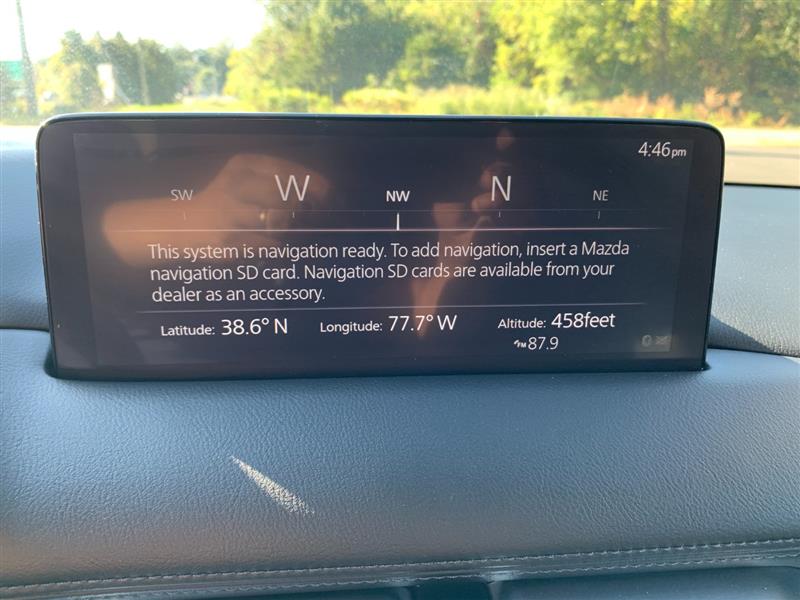 4:46pm
SW W NW N NE
This system is navigation ready. To add navigation, insert a Mazda
navigation SD card. Navigation SD cards are available from your
dealer as an accessory.
Latitude: 38.6° N Longitude: 77.7° W Altitude: 458feet
FM 87.9